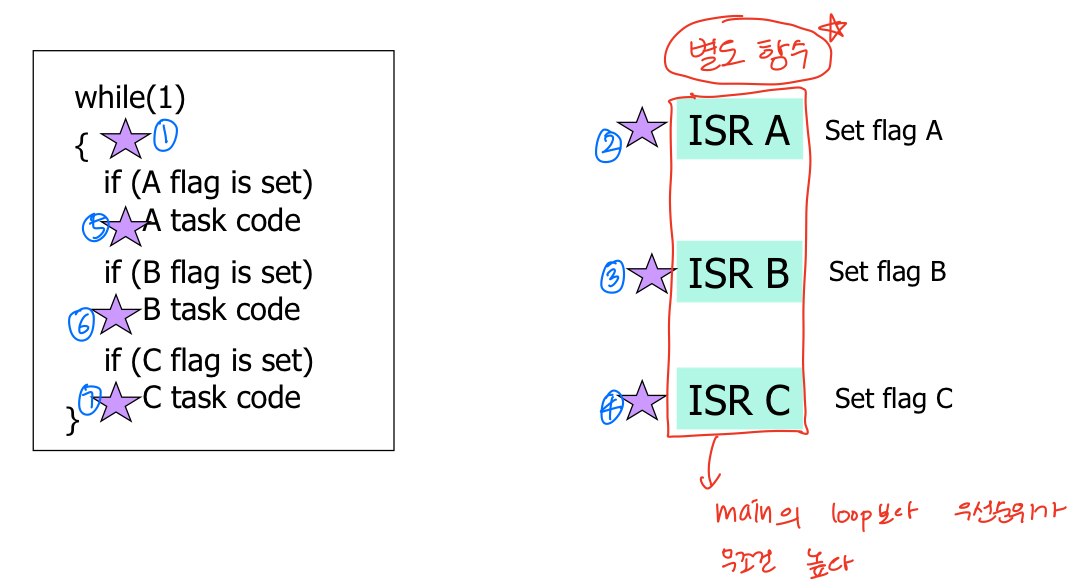 while(1)
{ ①
if (A flag is set)
⑤ A task code
if (B flag is set)
⑥ B task code
if (C flag is set)
⑦ C task code
}
별도 함수
② ISR A Set flag A
③ ISR B Set flag B
④ ISR C Set flag C
main의 loop보다 우선순위가
무조건 높다